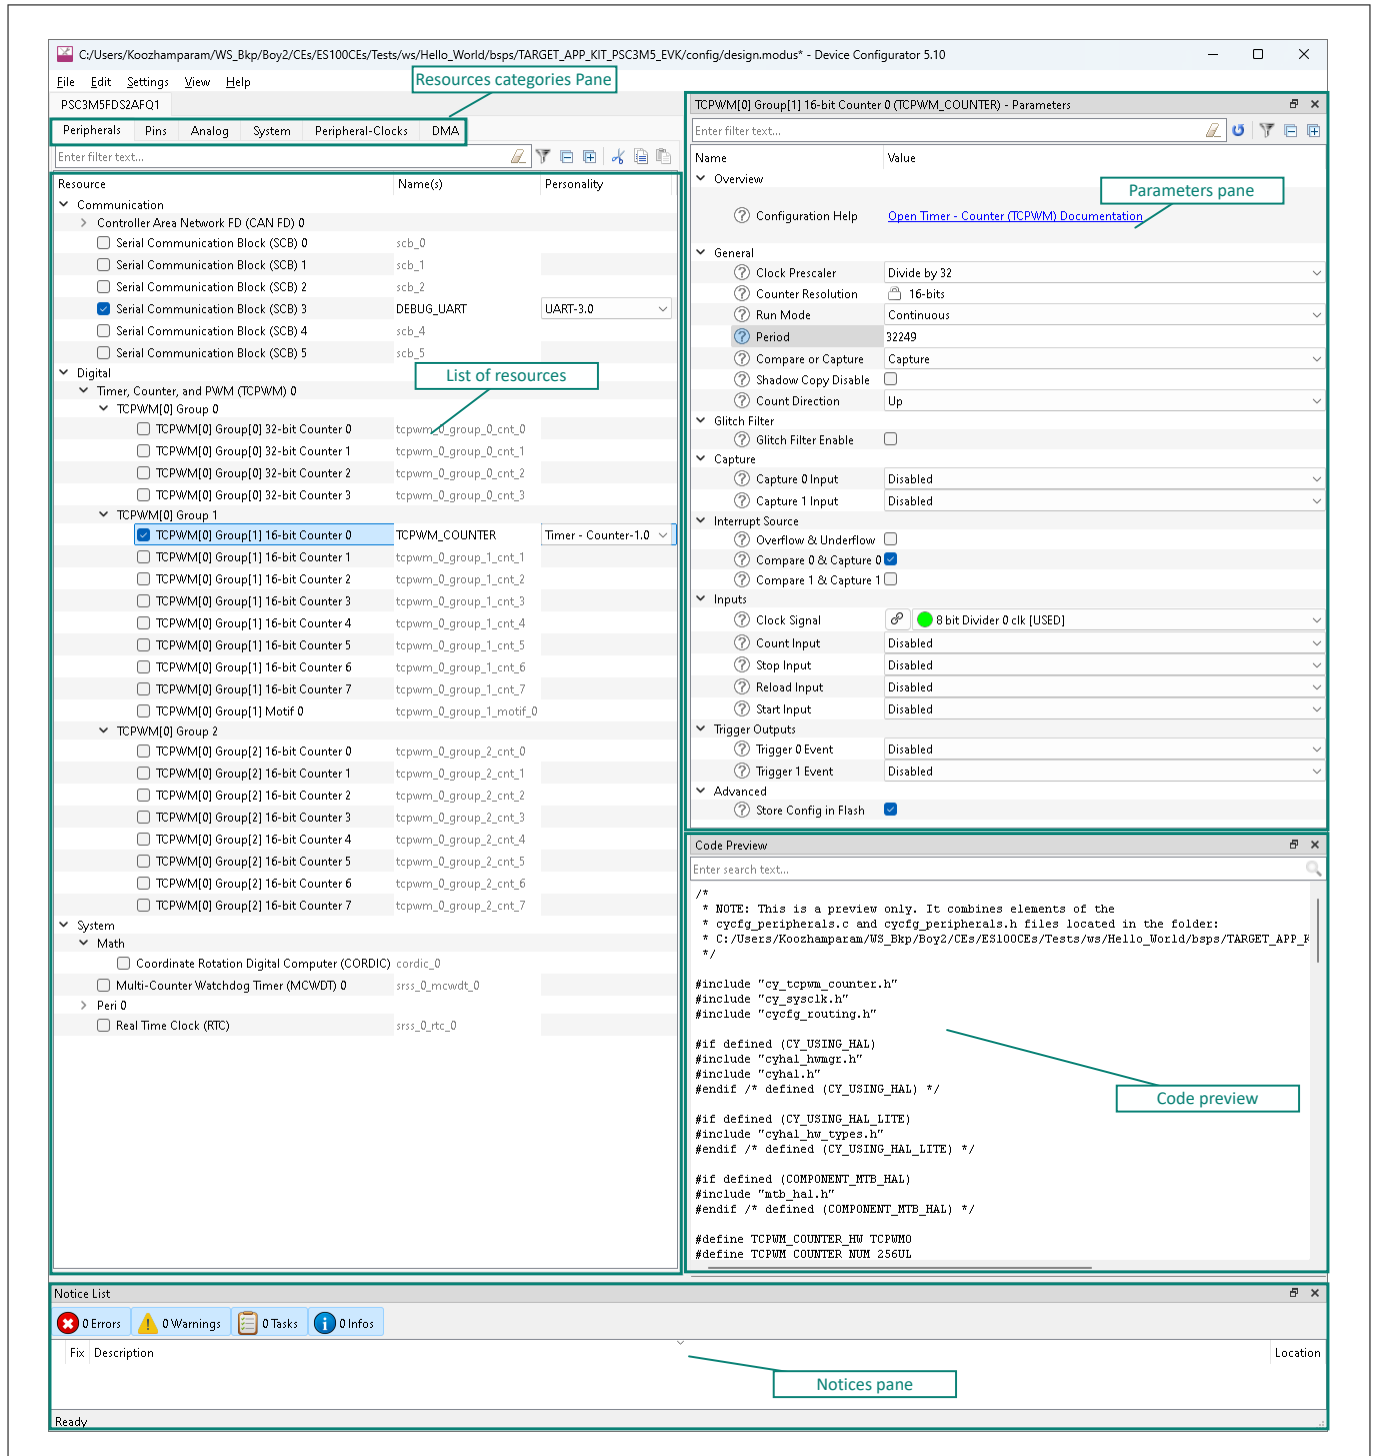 C:/Users/Koozhamparam/WS_Bkp/Boy2/CEs/ES100CEs/Tests/ws/Hello_World/bsps/TARGET_APP_KIT_PSC3M5_EVK/config/design.modus* - Device Configurator 5.10
File Edit Settings View Help
Resources categories Pane
PSC3M5FDS2AFQ1
Peripherals Pins Analog System Peripheral-Clocks DMA
Enter filter text...
Resource Name(s) Personality
Communication
Controller Area Network FD (CAN FD) 0
Serial Communication Block (SCB) 0 scb_0
Serial Communication Block (SCB) 1 scb_1
Serial Communication Block (SCB) 2 scb_2
Serial Communication Block (SCB) 3 DEBUG_UART UART-3.0
Serial Communication Block (SCB) 4 scb_4
Serial Communication Block (SCB) 5 scb_5
Digital
List of resources
Timer, Counter, and PWM (TCPWM) 0
TCPWM[0] Group 0
TCPWM[0] Group[0] 32-bit Counter 0 tcpwm_0_group_0_cnt_0
TCPWM[0] Group[0] 32-bit Counter 1 tcpwm_0_group_0_cnt_1
TCPWM[0] Group[0] 32-bit Counter 2 tcpwm_0_group_0_cnt_2
TCPWM[0] Group[0] 32-bit Counter 3 tcpwm_0_group_0_cnt_3
TCPWM[0] Group 1
TCPWM[0] Group[1] 16-bit Counter 0 TCPWM_COUNTER Timer - Counter-1.0
TCPWM[0] Group[1] 16-bit Counter 1 tcpwm_0_group_1_cnt_1
TCPWM[0] Group[1] 16-bit Counter 2 tcpwm_0_group_1_cnt_2
TCPWM[0] Group[1] 16-bit Counter 3 tcpwm_0_group_1_cnt_3
TCPWM[0] Group[1] 16-bit Counter 4 tcpwm_0_group_1_cnt_4
TCPWM[0] Group[1] 16-bit Counter 5 tcpwm_0_group_1_cnt_5
TCPWM[0] Group[1] 16-bit Counter 6 tcpwm_0_group_1_cnt_6
TCPWM[0] Group[1] 16-bit Counter 7 tcpwm_0_group_1_cnt_7
TCPWM[0] Group[1] Motif 0 tcpwm_0_group_1_motif_0
TCPWM[0] Group 2
TCPWM[0] Group[2] 16-bit Counter 0 tcpwm_0_group_2_cnt_0
TCPWM[0] Group[2] 16-bit Counter 1 tcpwm_0_group_2_cnt_1
TCPWM[0] Group[2] 16-bit Counter 2 tcpwm_0_group_2_cnt_2
TCPWM[0] Group[2] 16-bit Counter 3 tcpwm_0_group_2_cnt_3
TCPWM[0] Group[2] 16-bit Counter 4 tcpwm_0_group_2_cnt_4
TCPWM[0] Group[2] 16-bit Counter 5 tcpwm_0_group_2_cnt_5
TCPWM[0] Group[2] 16-bit Counter 6 tcpwm_0_group_2_cnt_6
TCPWM[0] Group[2] 16-bit Counter 7 tcpwm_0_group_2_cnt_7
System
Math
Coordinate Rotation Digital Computer (CORDIC) cordic_0
Multi-Counter Watchdog Timer (MCWDT) 0 srss_0_mcwdt_0
Peri 0
Real Time Clock (RTC) srss_0_rtc_0
TCPWM[0] Group[1] 16-bit Counter 0 (TCPWM_COUNTER) - Parameters
Enter filter text...
Name Value
Overview
Parameters pane
Configuration Help Open Timer - Counter (TCPWM) Documentation
General
Clock Prescaler Divide by 32
Counter Resolution 16-bits
Run Mode Continuous
Period 32249
Compare or Capture Capture
Shadow Copy Disable
Count Direction Up
Glitch Filter
Glitch Filter Enable
Capture
Capture 0 Input Disabled
Capture 1 Input Disabled
Interrupt Source
Overflow & Underflow
Compare 0 & Capture 0
Compare 1 & Capture 1
Inputs
Clock Signal 8 bit Divider 0 clk [USED]
Count Input Disabled
Stop Input Disabled
Reload Input Disabled
Start Input Disabled
Trigger Outputs
Trigger 0 Event Disabled
Trigger 1 Event Disabled
Advanced
Store Config in Flash
Code Preview
Enter search text...
/*
* NOTE: This is a preview only. It combines elements of the
* cycfg_peripherals.c and cycfg_peripherals.h files located in the folder:
* C:/Users/Koozhamparam/WS_Bkp/Boy2/CEs/ES100CEs/Tests/ws/Hello_World/bsps/TARGET_APP_K
*/
#include "cy_tcpwm_counter.h"
#include "cy_sysclk.h"
#include "cycfg_routing.h"
#if defined (CY_USING_HAL)
#include "cyhal_hwmgr.h"
#include "cyhal.h"
#endif /* defined (CY_USING_HAL) */
Code preview
#if defined (CY_USING_HAL_LITE)
#include "cyhal_hw_types.h"
#endif /* defined (CY_USING_HAL_LITE) */
#if defined (COMPONENT_MTB_HAL)
#include "mtb_hal.h"
#endif /* defined (COMPONENT_MTB_HAL) */
#define TCPWM_COUNTER_HW TCPWM0
#define TCPWM_COUNTER_NUM 256UL
Notice List
0 Errors 0 Warnings 0 Tasks 0 Infos
Fix Description Location
Notices pane
Ready